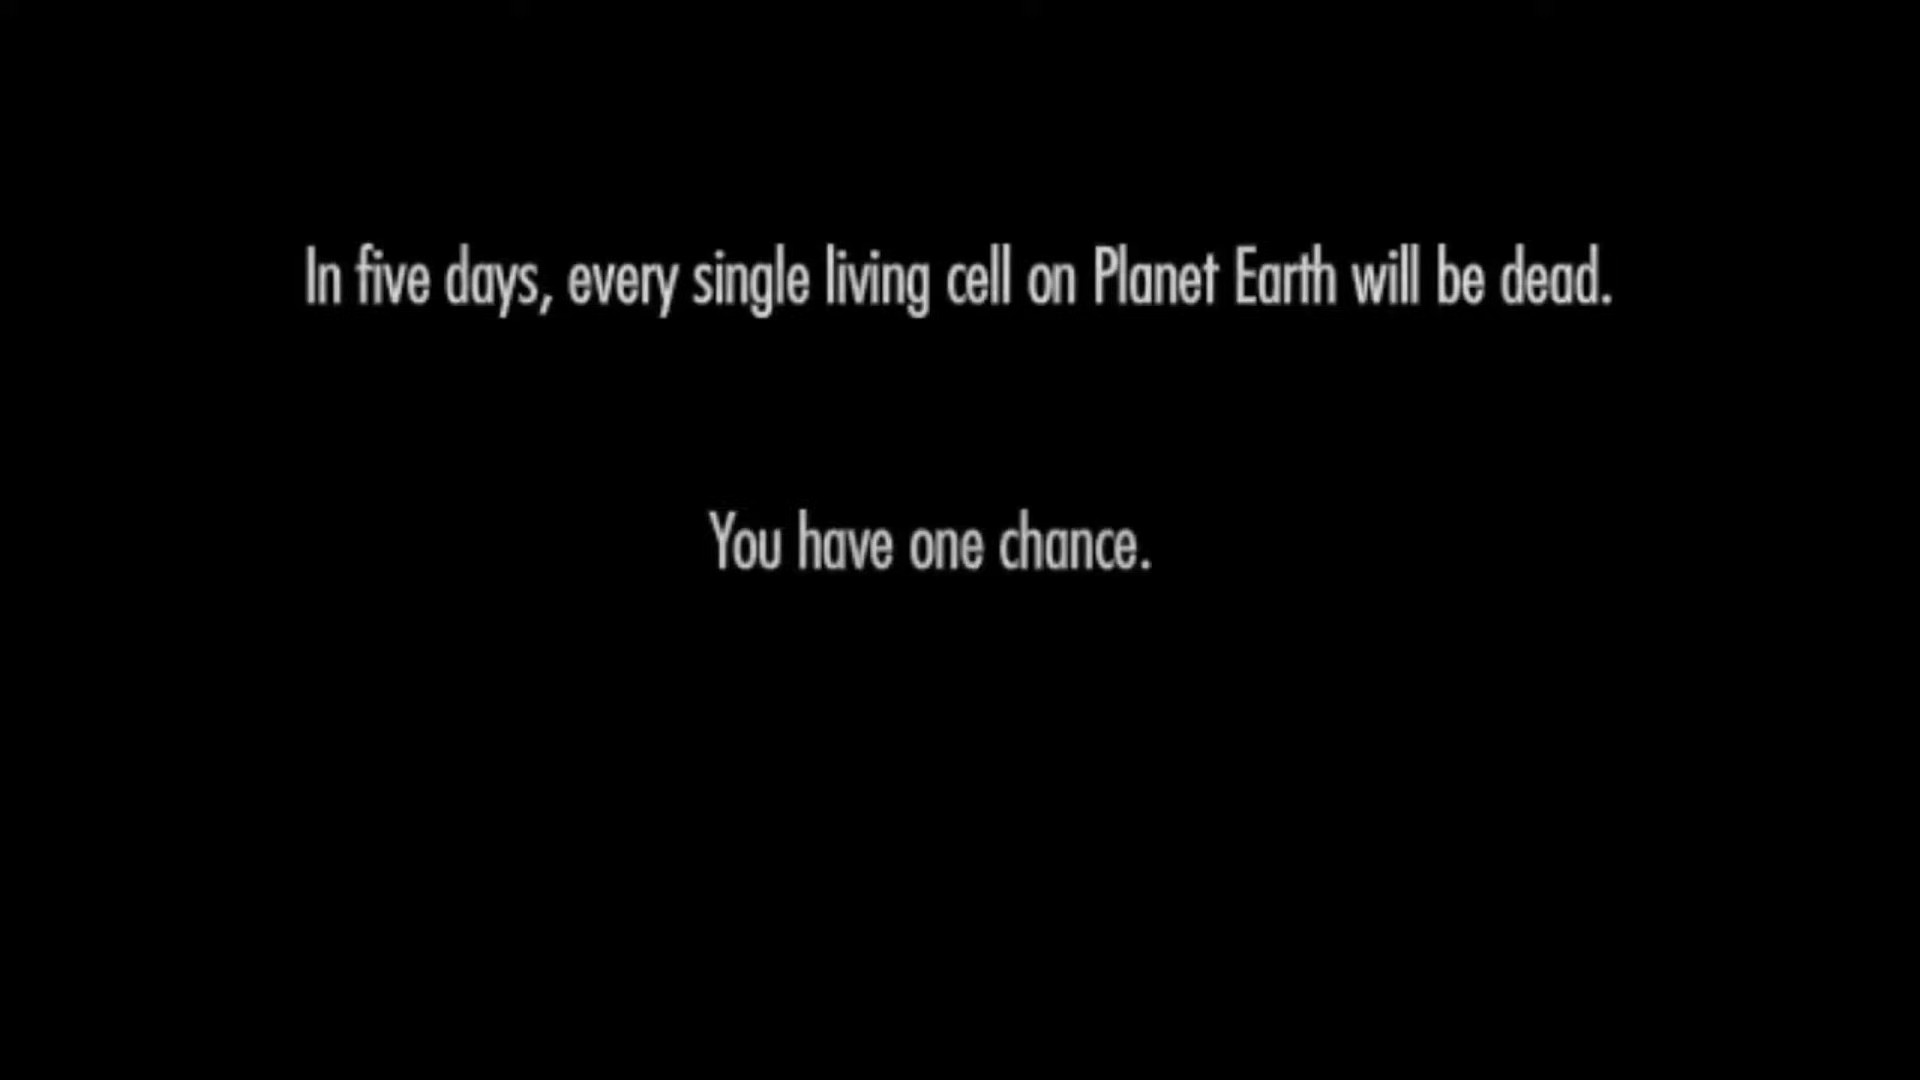 In five days, every single living cell on Planet Earth will be dead.
You have one chance.